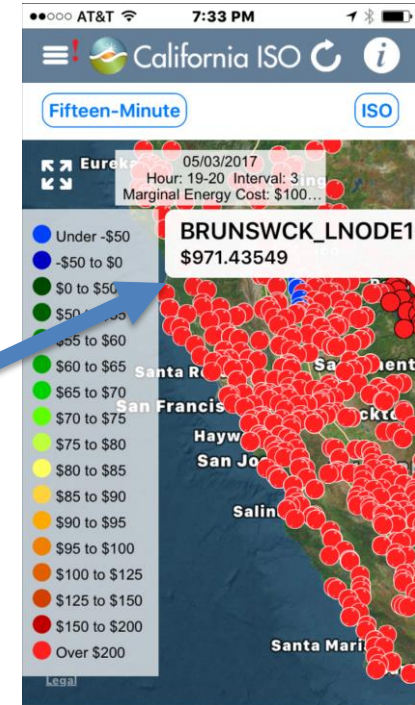 AT&T 7:33 PM
California ISO
Fifteen-Minute ISO
Eureka
05/03/2017
Hour: 19-20 Interval: 3
Marginal Energy Cost: $100...
BRUNSWCK_LNODE1
$971.43549
Under -$50
-$50 to $0
$0 to $50
$55 to $60
$60 to $65
$65 to $70
$70 to $75
$75 to $80
$80 to $85
$85 to $90
$90 to $95
$95 to $100
$100 to $125
$125 to $150
$150 to $200
Over $200
Santa
San Francis
Hayw
San Jo
Salin
Santa Mari
Legal